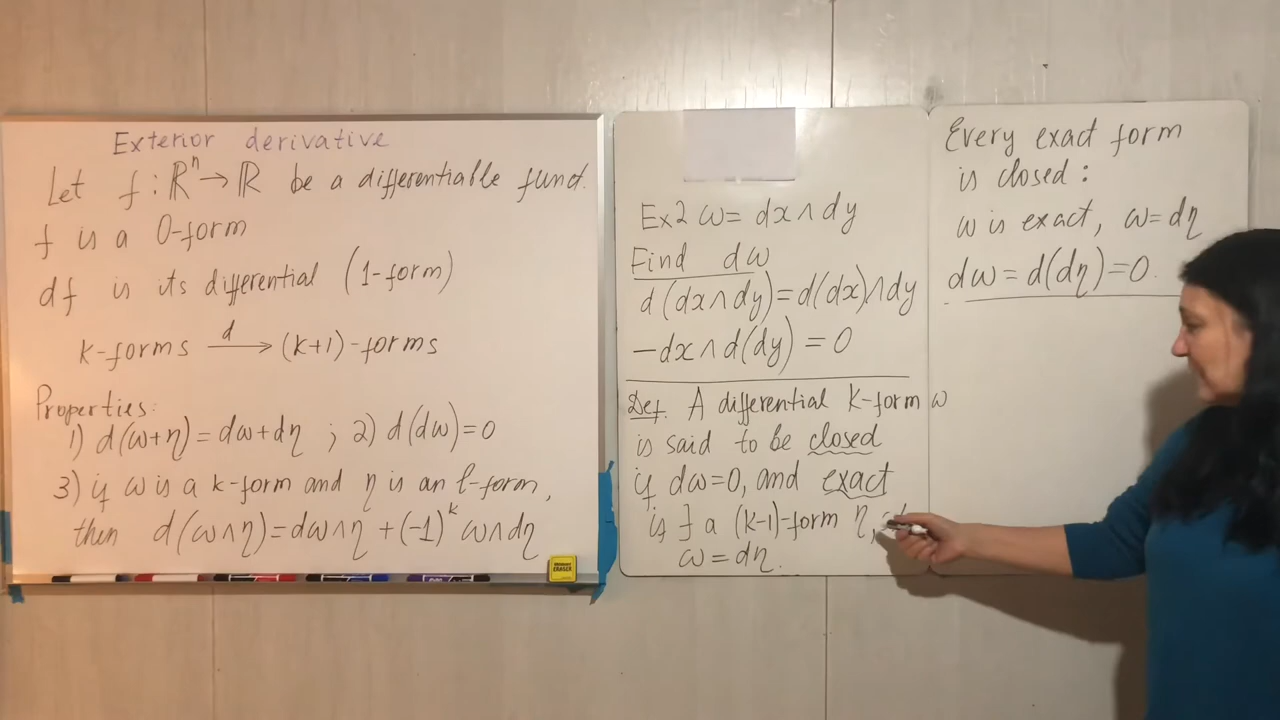 Exterior derivative
Let f : ℝⁿ → ℝ be a differentiable funct.
f is a 0-form
df is its differential (1-form)
k-forms —d→ (k+1)-forms
Properties:
1) d(ω+η) = dω+dη ; 2) d(dω)=0
3) if ω is a k-form and η is an ℓ-form,
then d(ω∧η)=dω∧η + (-1)ᵏ ω∧dη
Ex2 ω = dx∧dy
Find dω
d(dx∧dy)=d(dx)∧dy
-dx∧d(dy) = 0
Def. A differential k-form ω
is said to be closed
if dω=0, and exact
is ∃ a (k-1)-form η,
ω = dη.
Every exact form
is closed:
ω is exact, ω=dη
dω = d(dη)=0.